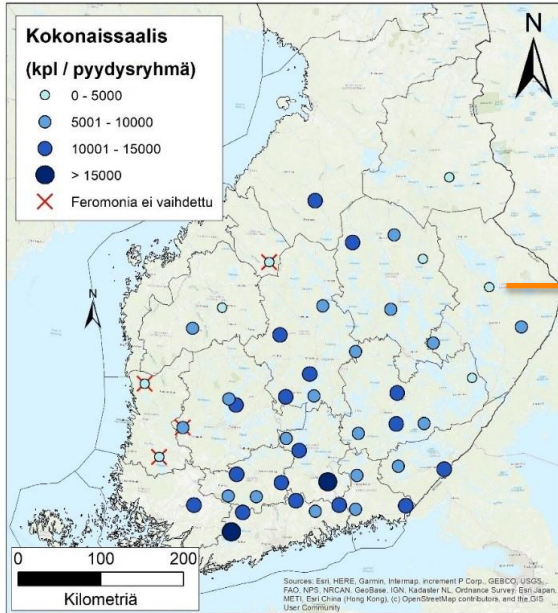 Kokonaissaalis
(kpl / pyydysryhmä)
0 - 5000
5001 - 10000
10001 - 15000
> 15000
Feromonia ei vaihdettu
N
N
0 100 200
Kilometriä
Sources: Esri, HERE, Garmin, Intermap, increment P Corp., GEBCO, USGS,
FAO, NPS, NRCAN, GeoBase, IGN, Kadaster NL, Ordnance Survey, Esri Japan,
METI, Esri China (Hong Kong), (c) OpenStreetMap contributors, and the GIS
User Community